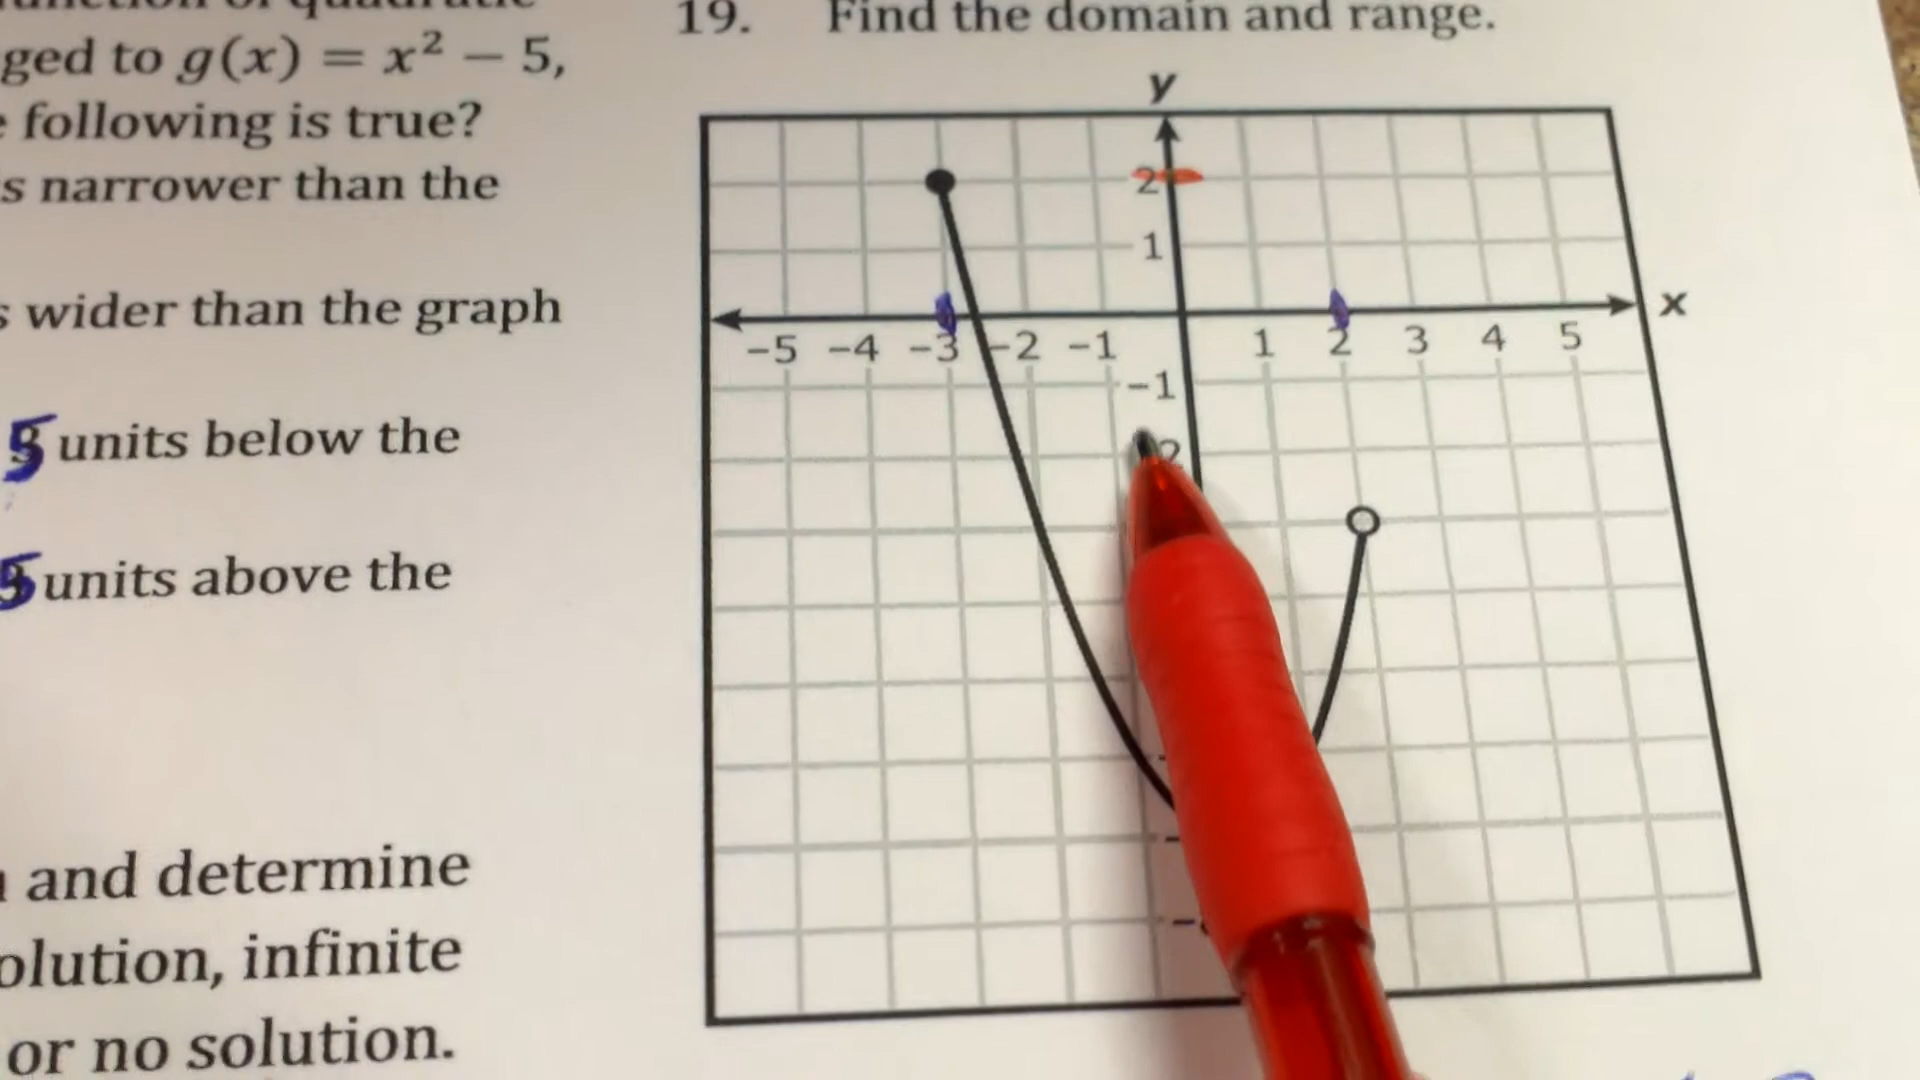 ged to g(x) = x² − 5,
following is true?
s narrower than the
s wider than the graph
5 units below the
5 units above the
and determine
olution, infinite
or no solution.
19. Find the domain and range.
y
2
1
x
−5 −4 −3 −2 −1 1 2 3 4 5
−1
2